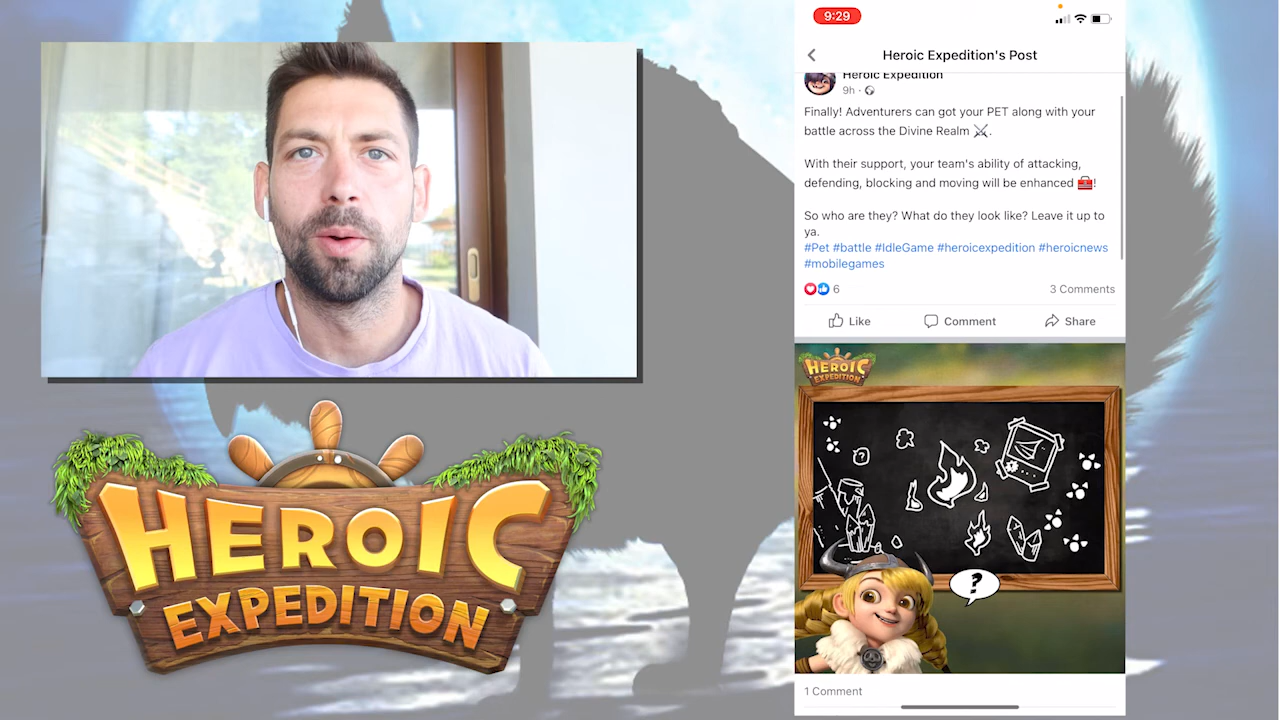 9:29
Heroic Expedition's Post
Heroic Expedition
9h
Finally! Adventurers can got your PET along with your
battle across the Divine Realm
.
With their support, your team's ability of attacking,
defending, blocking and moving will be enhanced
!
So who are they? What do they look like? Leave it up to
ya.
#Pet #battle #IdleGame #heroicexpedition #heroicnews
#mobilegames
6
3 Comments
Like
Comment
Share
HEROIC
EXPEDITION
?
?
1 Comment
HEROIC
EXPEDITION